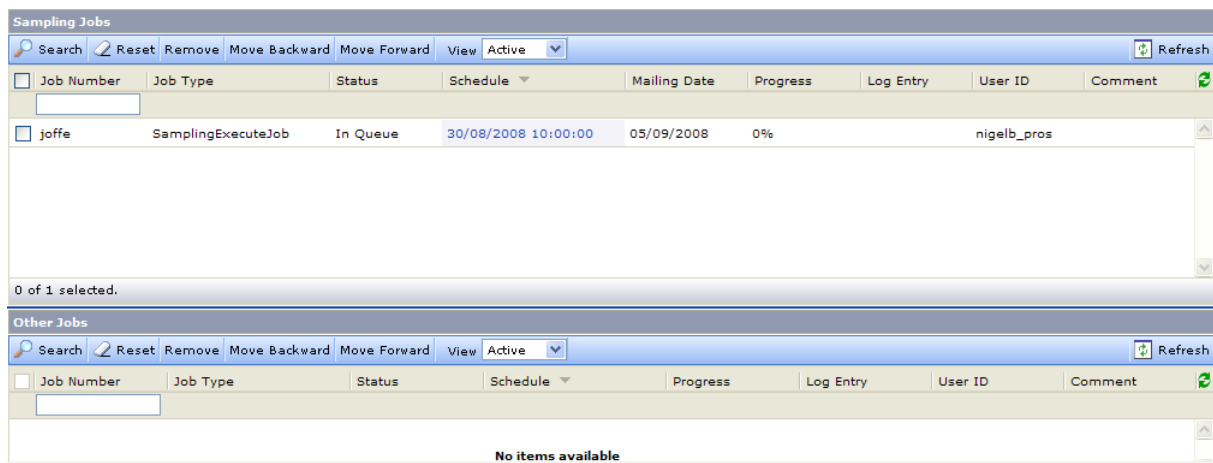 Sampling Jobs
Search Reset Remove Move Backward Move Forward View Active Refresh
Job Number Job Type Status Schedule Mailing Date Progress Log Entry User ID Comment
joffe SamplingExecuteJob In Queue 30/08/2008 10:00:00 05/09/2008 0% nigelb_pros
0 of 1 selected.
Other Jobs
Search Reset Remove Move Backward Move Forward View Active Refresh
Job Number Job Type Status Schedule Progress Log Entry User ID Comment
No items available